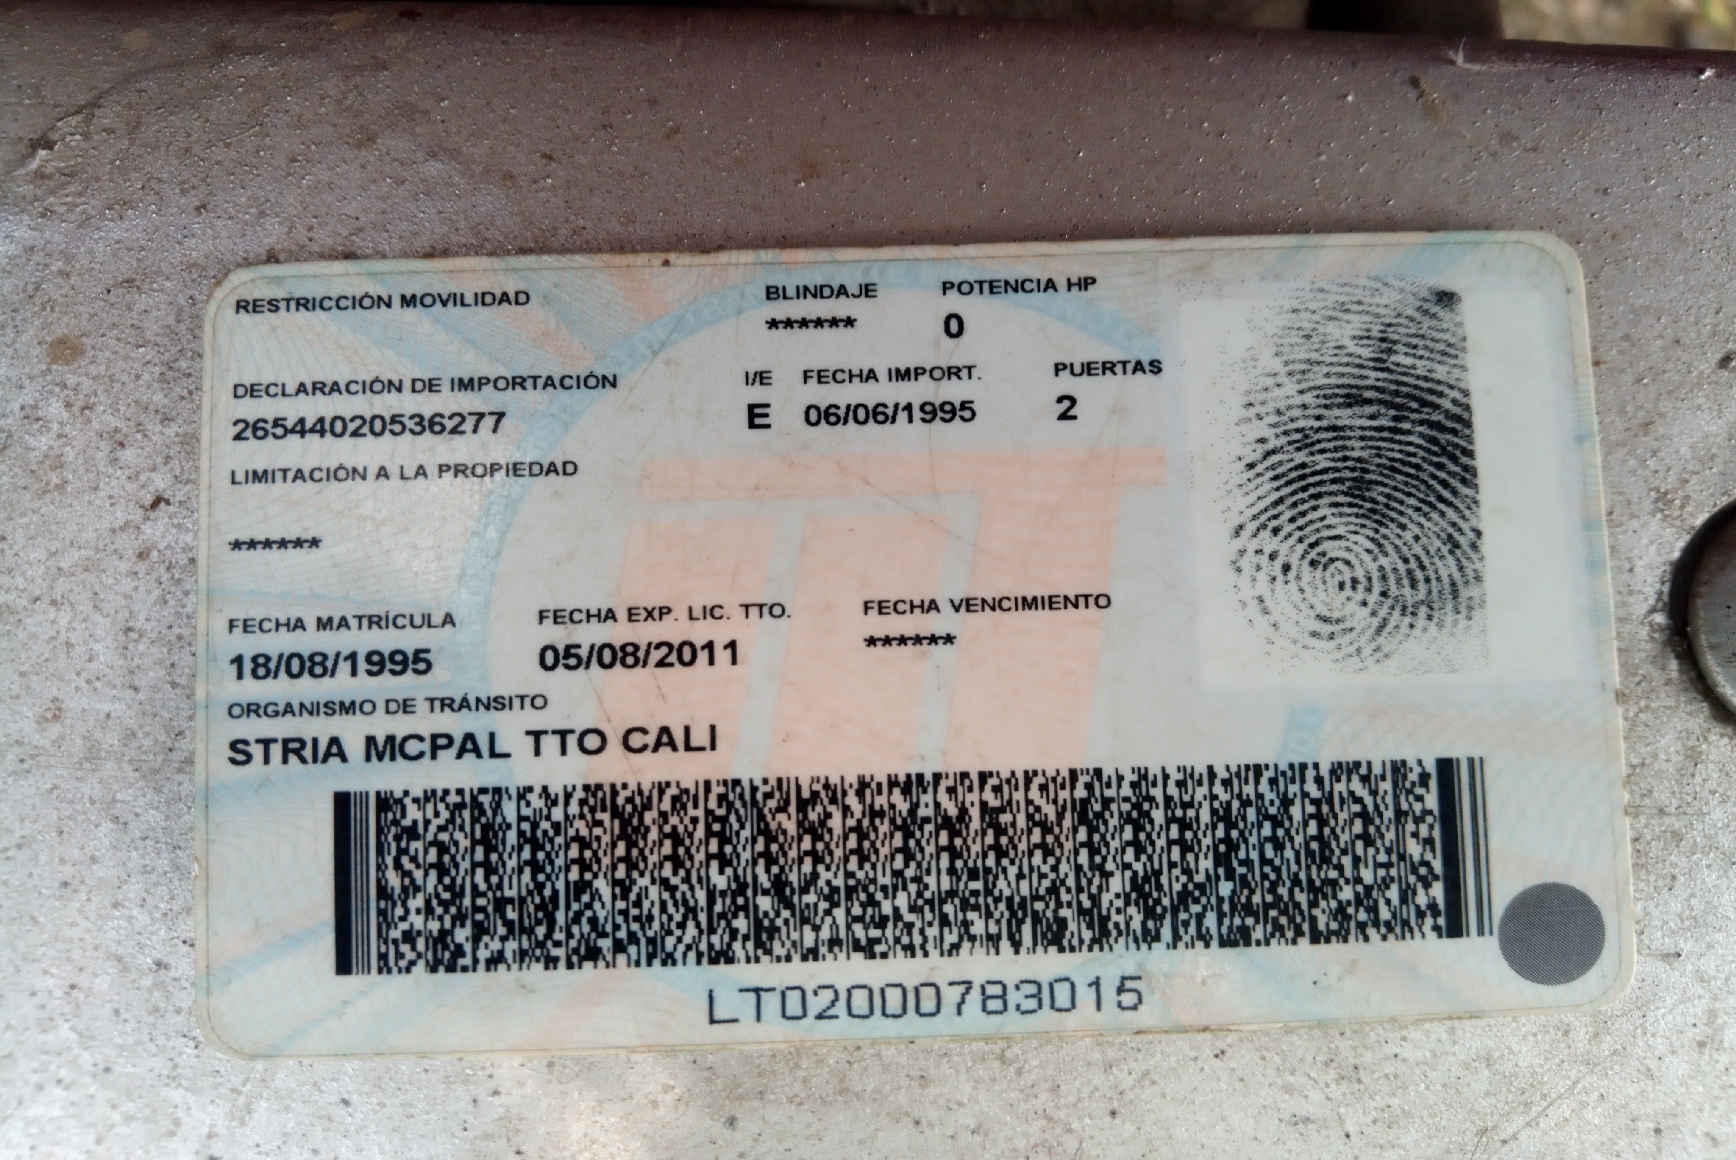 RESTRICCIÓN MOVILIDAD BLINDAJE POTENCIA HP
****** 0
DECLARACIÓN DE IMPORTACIÓN I/E FECHA IMPORT. PUERTAS
26544020536277 E 06/06/1995 2
LIMITACIÓN A LA PROPIEDAD
******
FECHA MATRÍCULA FECHA EXP. LIC. TTO. FECHA VENCIMIENTO
18/08/1995 05/08/2011 ******
ORGANISMO DE TRÁNSITO
STRIA MCPAL TTO CALI
LT02000783015